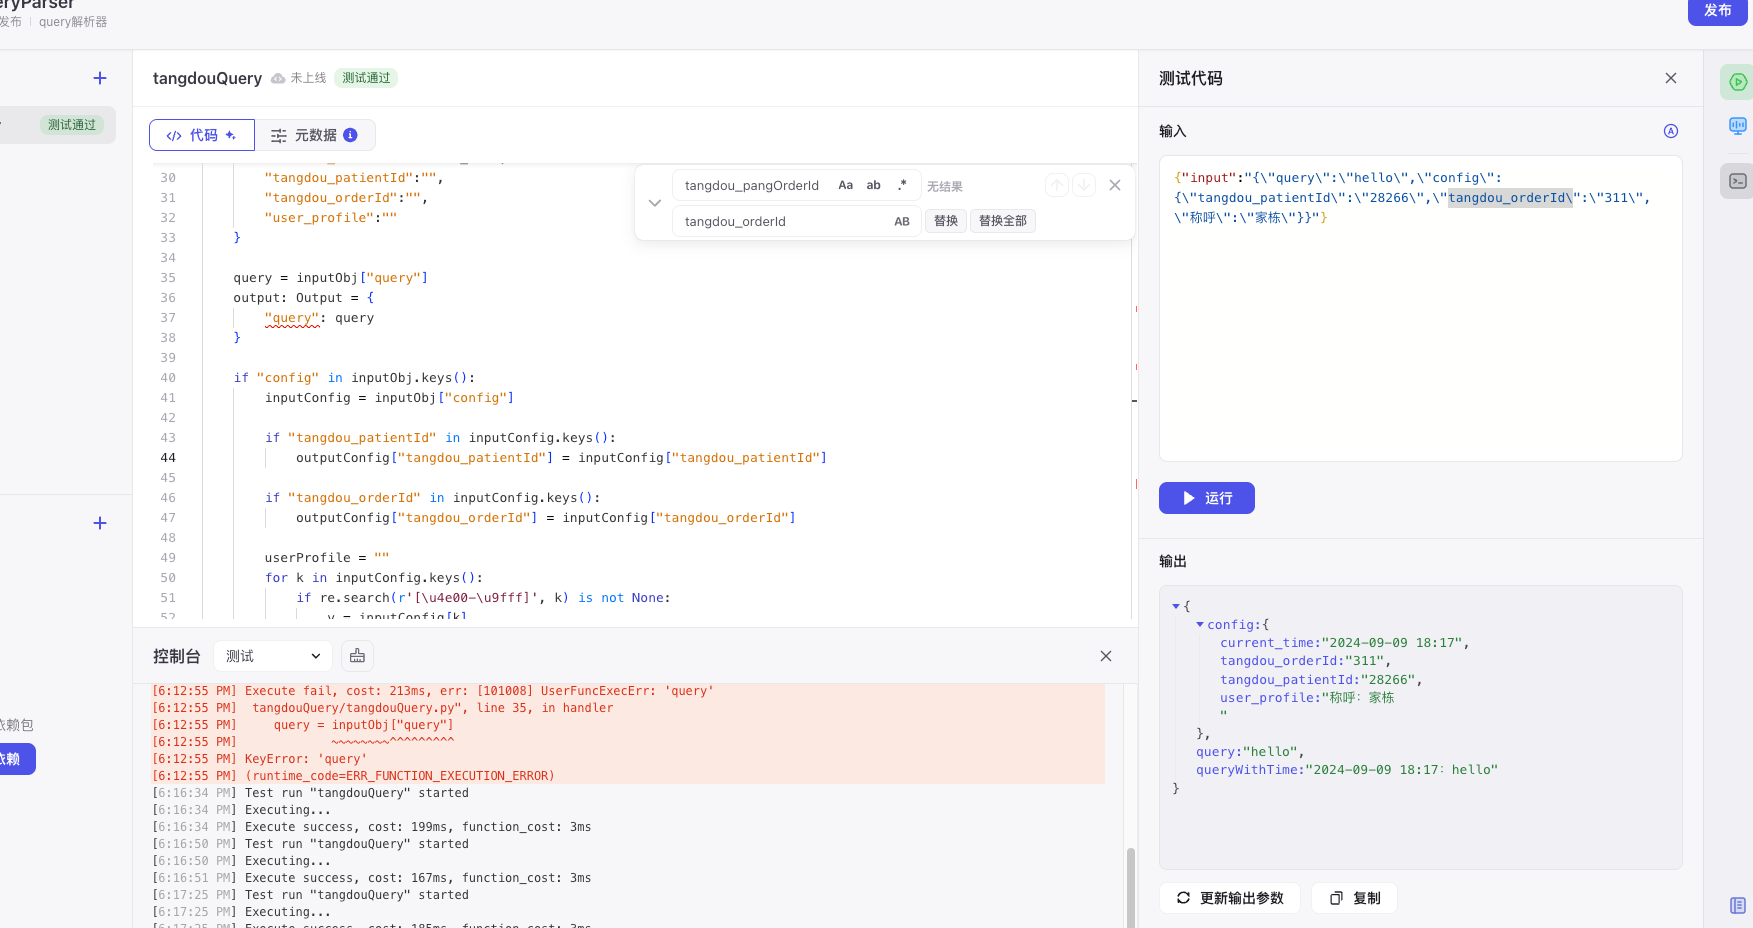 eryParser
发布 | query解析器
发布
测试通过
依赖包
依赖
tangdouQuery 未上线 测试通过
</> 代码 元数据
30 "tangdou_patientId":"",
31 "tangdou_orderId":"",
32 "user_profile":""
33 }
34
35 query = inputObj["query"]
36 output: Output = {
37 "query": query
38 }
39
40 if "config" in inputObj.keys():
41 inputConfig = inputObj["config"]
42
43 if "tangdou_patientId" in inputConfig.keys():
44 outputConfig["tangdou_patientId"] = inputConfig["tangdou_patientId"]
45
46 if "tangdou_orderId" in inputConfig.keys():
47 outputConfig["tangdou_orderId"] = inputConfig["tangdou_orderId"]
48
49 userProfile = ""
50 for k in inputConfig.keys():
51 if re.search(r'[\u4e00-\u9fff]', k) is not None:
52 v = inputConfig[k]
tangdou_pangOrderId Aa ab .* 无结果
tangdou_orderId AB 替换 替换全部
控制台 测试
[6:12:55 PM] Execute fail, cost: 213ms, err: [101008] UserFuncExecErr: 'query'
[6:12:55 PM] tangdouQuery/tangdouQuery.py", line 35, in handler
[6:12:55 PM] query = inputObj["query"]
[6:12:55 PM] ~~~~~~~~^^^^^^^^^
[6:12:55 PM] KeyError: 'query'
[6:12:55 PM] (runtime_code=ERR_FUNCTION_EXECUTION_ERROR)
[6:16:34 PM] Test run "tangdouQuery" started
[6:16:34 PM] Executing...
[6:16:34 PM] Execute success, cost: 199ms, function_cost: 3ms
[6:16:50 PM] Test run "tangdouQuery" started
[6:16:50 PM] Executing...
[6:16:51 PM] Execute success, cost: 167ms, function_cost: 3ms
[6:17:25 PM] Test run "tangdouQuery" started
[6:17:25 PM] Executing...
[6:17:25 PM] Execute success, cost: 185ms, function_cost: 3ms
测试代码
输入
{"input":"{\"query\":\"hello\",\"config\":
{\"tangdou_patientId\":\"28266\",\"tangdou_orderId\":\"311\",
\"称呼\":\"家栋\"}}"}
运行
输出
{
config:{
current_time:"2024-09-09 18:17",
tangdou_orderId:"311",
tangdou_patientId:"28266",
user_profile:"称呼：家栋
"
},
query:"hello",
queryWithTime:"2024-09-09 18:17：hello"
}
更新输出参数 复制